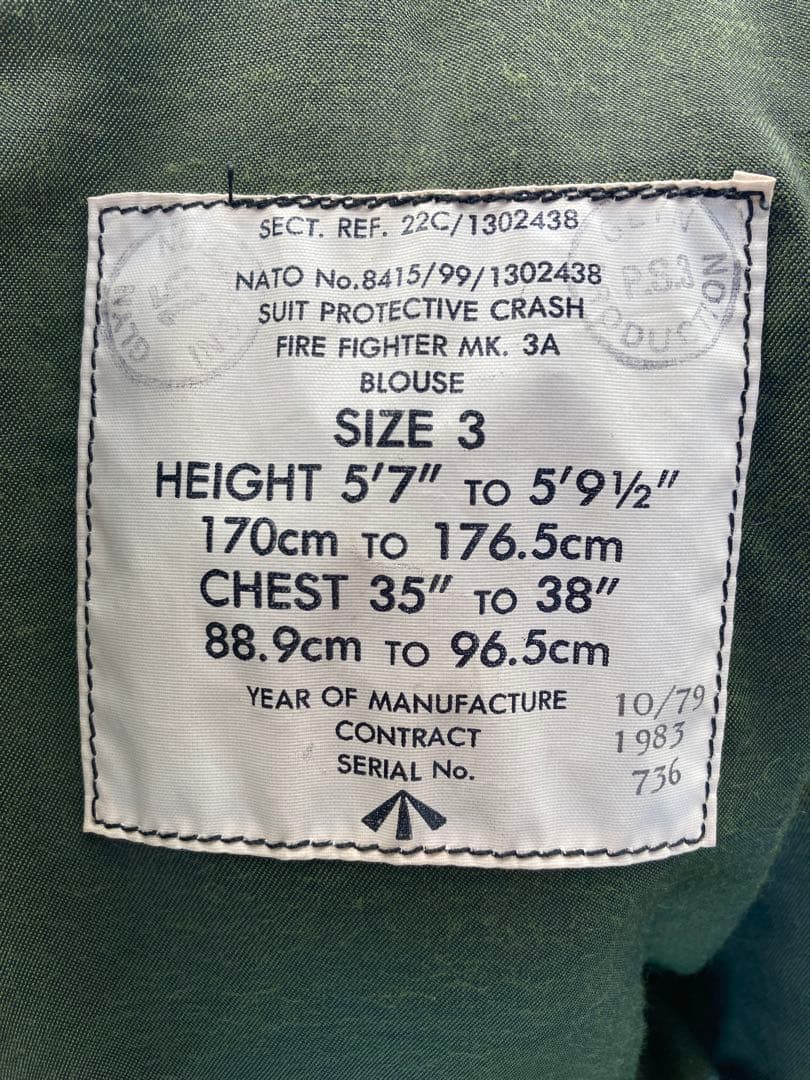 SECT. REF. 22C/1302438
NATO No.8415/99/1302438
SUIT PROTECTIVE CRASH
FIRE FIGHTER MK. 3A
BLOUSE
SIZE 3
HEIGHT 5'7" TO 5'9½"
170cm TO 176.5cm
CHEST 35" TO 38"
88.9cm TO 96.5cm
YEAR OF MANUFACTURE 10/79
CONTRACT 1983
SERIAL No. 736